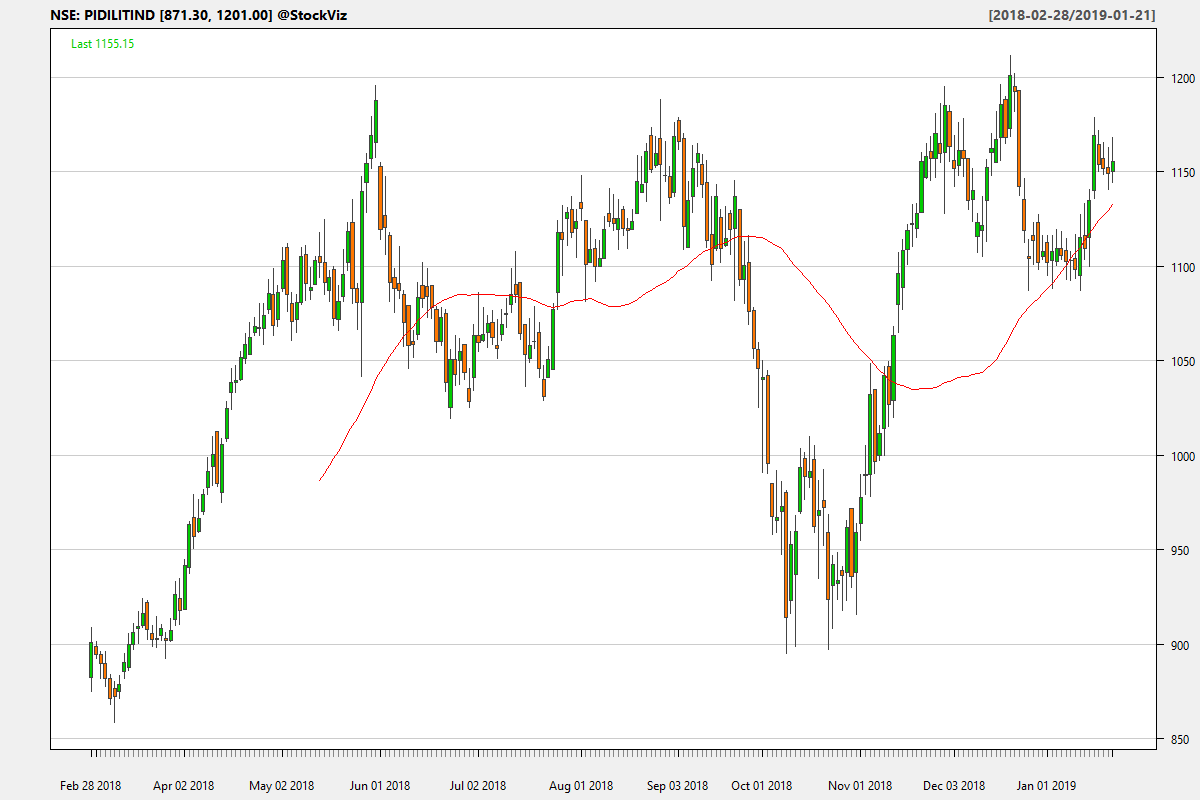 NSE: PIDILITIND [871.30, 1201.00] @StockViz [2018-02-28/2019-01-21]
Last 1155.15
1200
1150
1100
1050
1000
950
900
850
Feb 28 2018 Apr 02 2018 May 02 2018 Jun 01 2018 Jul 02 2018 Aug 01 2018 Sep 03 2018 Oct 01 2018 Nov 01 2018 Dec 03 2018 Jan 01 2019